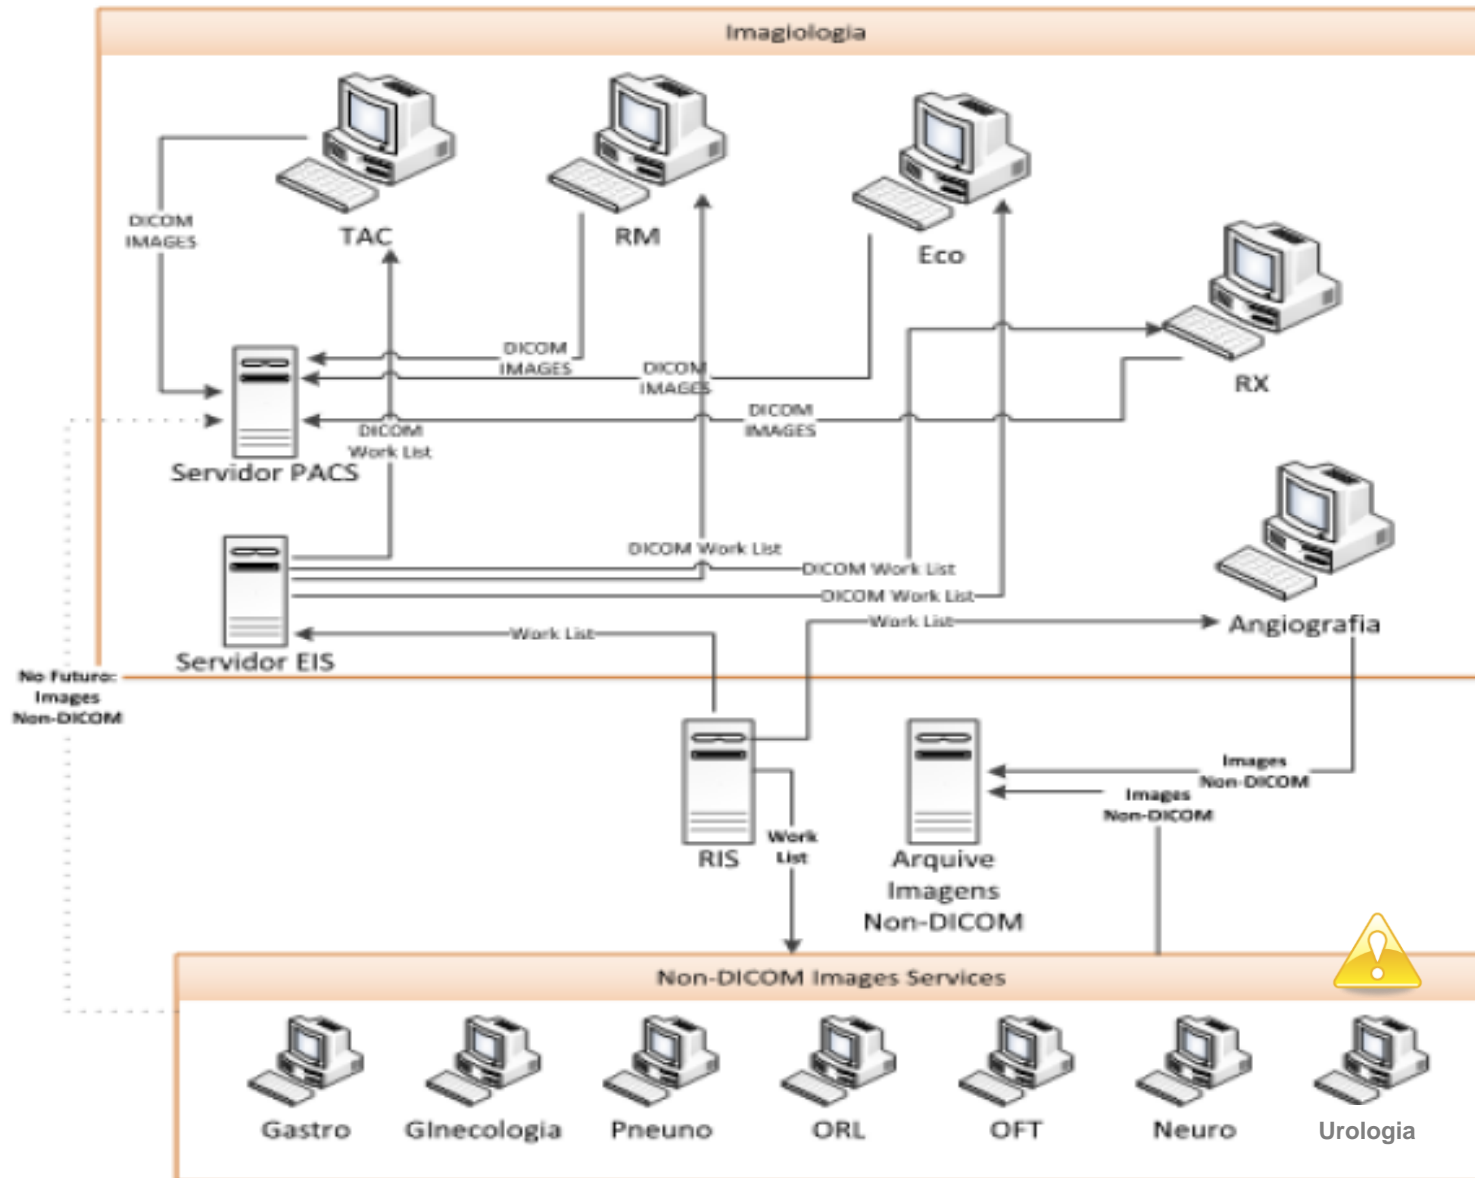 Imagiologia
TAC
RM
Eco
RX
DICOM
IMAGES
DICOM
IMAGES
DICOM
IMAGES
DICOM
IMAGES
DICOM
Work List
Servidor PACS
DICOM Work List
DICOM Work List
DICOM Work List
Work List
Work List
Angiografia
Servidor EIS
No Futuro:
Images
Non-DICOM
Images
Non-DICOM
Images
Non-DICOM
RIS
Work
List
Arquive
Imagens
Non-DICOM
Non-DICOM Images Services
Gastro
GInecologia
Pneuno
ORL
OFT
Neuro
Urologia